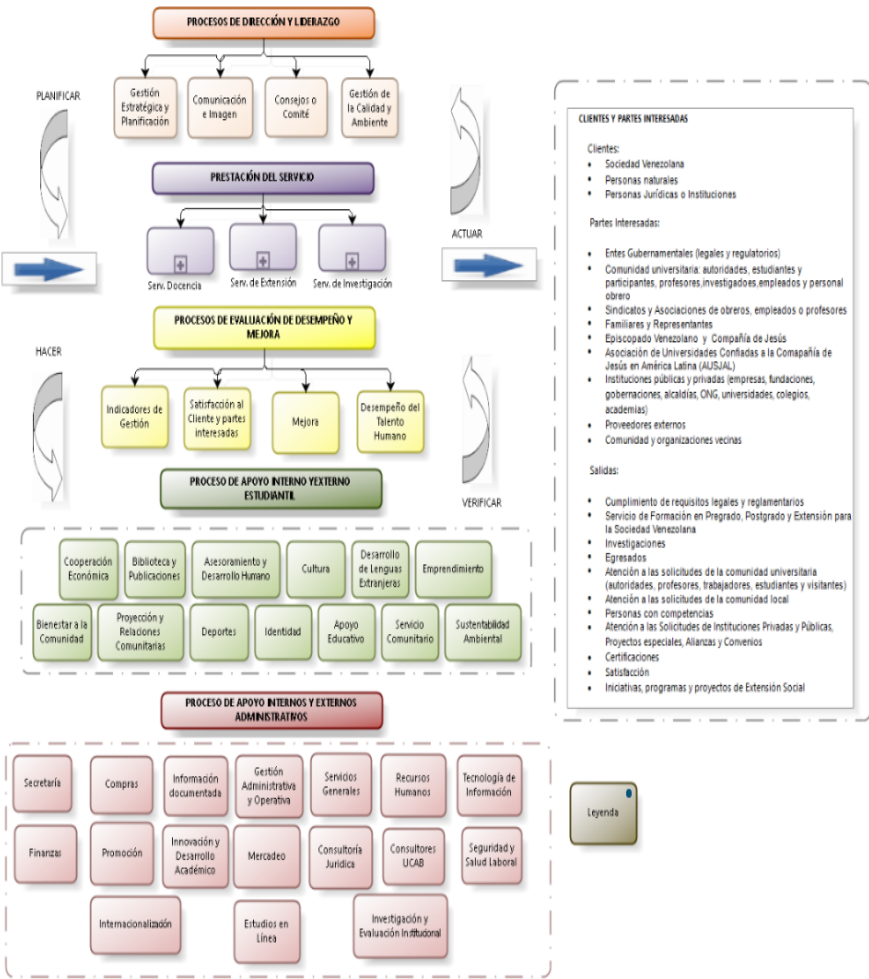 PROCESOS DE DIRECCIÓN Y LIDERAZGO
Gestión
Estratégica y
Planificación
Comunicación
e Imagen
Consejos o
Comité
Gestión de
la Calidad y
Ambiente
PLANIFICAR
PRESTACIÓN DEL SERVICIO
ACTUAR
Serv. Docencia
Serv. de Extensión
Serv. de Investigación
PROCESOS DE EVALUACIÓN DE DESEMPEÑO Y
MEJORA
HACER
Indicadores de
Gestión
Satisfacción al
Cliente y partes
interesadas
Mejora
Desempeño del
Talento
Humano
VERIFICAR
PROCESO DE APOYO INTERNO YEXTERNO
ESTUDIANTIL
Cooperación
Económica
Biblioteca y
Publicaciones
Asesoramiento y
Desarrollo Humano
Cultura
Desarrollo
de Lenguas
Extranjeras
Emprendimiento
Bienestar a la
Comunidad
Proyección y
Relaciones
Comunitarias
Deportes
Identidad
Apoyo
Educativo
Servicio
Comunitario
Sustentabilidad
Ambiental
PROCESO DE APOYO INTERNOS Y EXTERNOS
ADMINISTRATIVOS
Secretaría
Compras
Información
documentada
Gestión
Administrativa
y Operativa
Servicios
Generales
Recursos
Humanos
Tecnología de
Información
Finanzas
Promoción
Innovación y
Desarrollo
Académico
Mercadeo
Consultoría
Juridica
Consultores
UCAB
Seguridad y
Salud Laboral
Internacionalización
Estudios en
Línea
Investigación y
Evaluación Institucional
CLIENTES Y PARTES INTERESADAS
Clientes:
▪ Sociedad Venezolana
▪ Personas naturales
▪ Personas Jurídicas o Instituciones
Partes Interesadas:
▪ Entes Gubernamentales (legales y regulatorios)
▪ Comunidad universitaria: autoridades, estudiantes y
participantes, profesores,investigadoes,empleados y personal
obrero
▪ Sindicatos y Asociaciones de obreros, empleados o profesores
▪ Familiares y Representantes
▪ Episcopado Venezolano y Compañía de Jesús
▪ Asociación de Universidades Confiadas a la Comapañía de
Jesús en América Latina (AUSJAL)
▪ Instituciones públicas y privadas (empresas, fundaciones,
gobernaciones, alcaldías, ONG, universidades, colegios,
academias)
▪ Proveedores externos
▪ Comunidad y organizaciones vecinas
Salidas:
▪ Cumplimiento de requisitos legales y reglamentarios
▪ Servicio de Formación en Pregrado, Postgrado y Extensión para
la Sociedad Venezolana
▪ Investigaciones
▪ Egresados
▪ Atención a las solicitudes de la comunidad universitaria
(autoridades, profesores, trabajadores, estudiantes y visitantes)
▪ Atención a las solicitudes de la comunidad local
▪ Personas con competencias
▪ Atención a las Solicitudes de Instituciones Privadas y Públicas,
Proyectos especiales, Alianzas y Convenios
▪ Certificaciones
▪ Satisfacción
▪ Iniciativas, programas y proyectos de Extensión Social
Leyenda